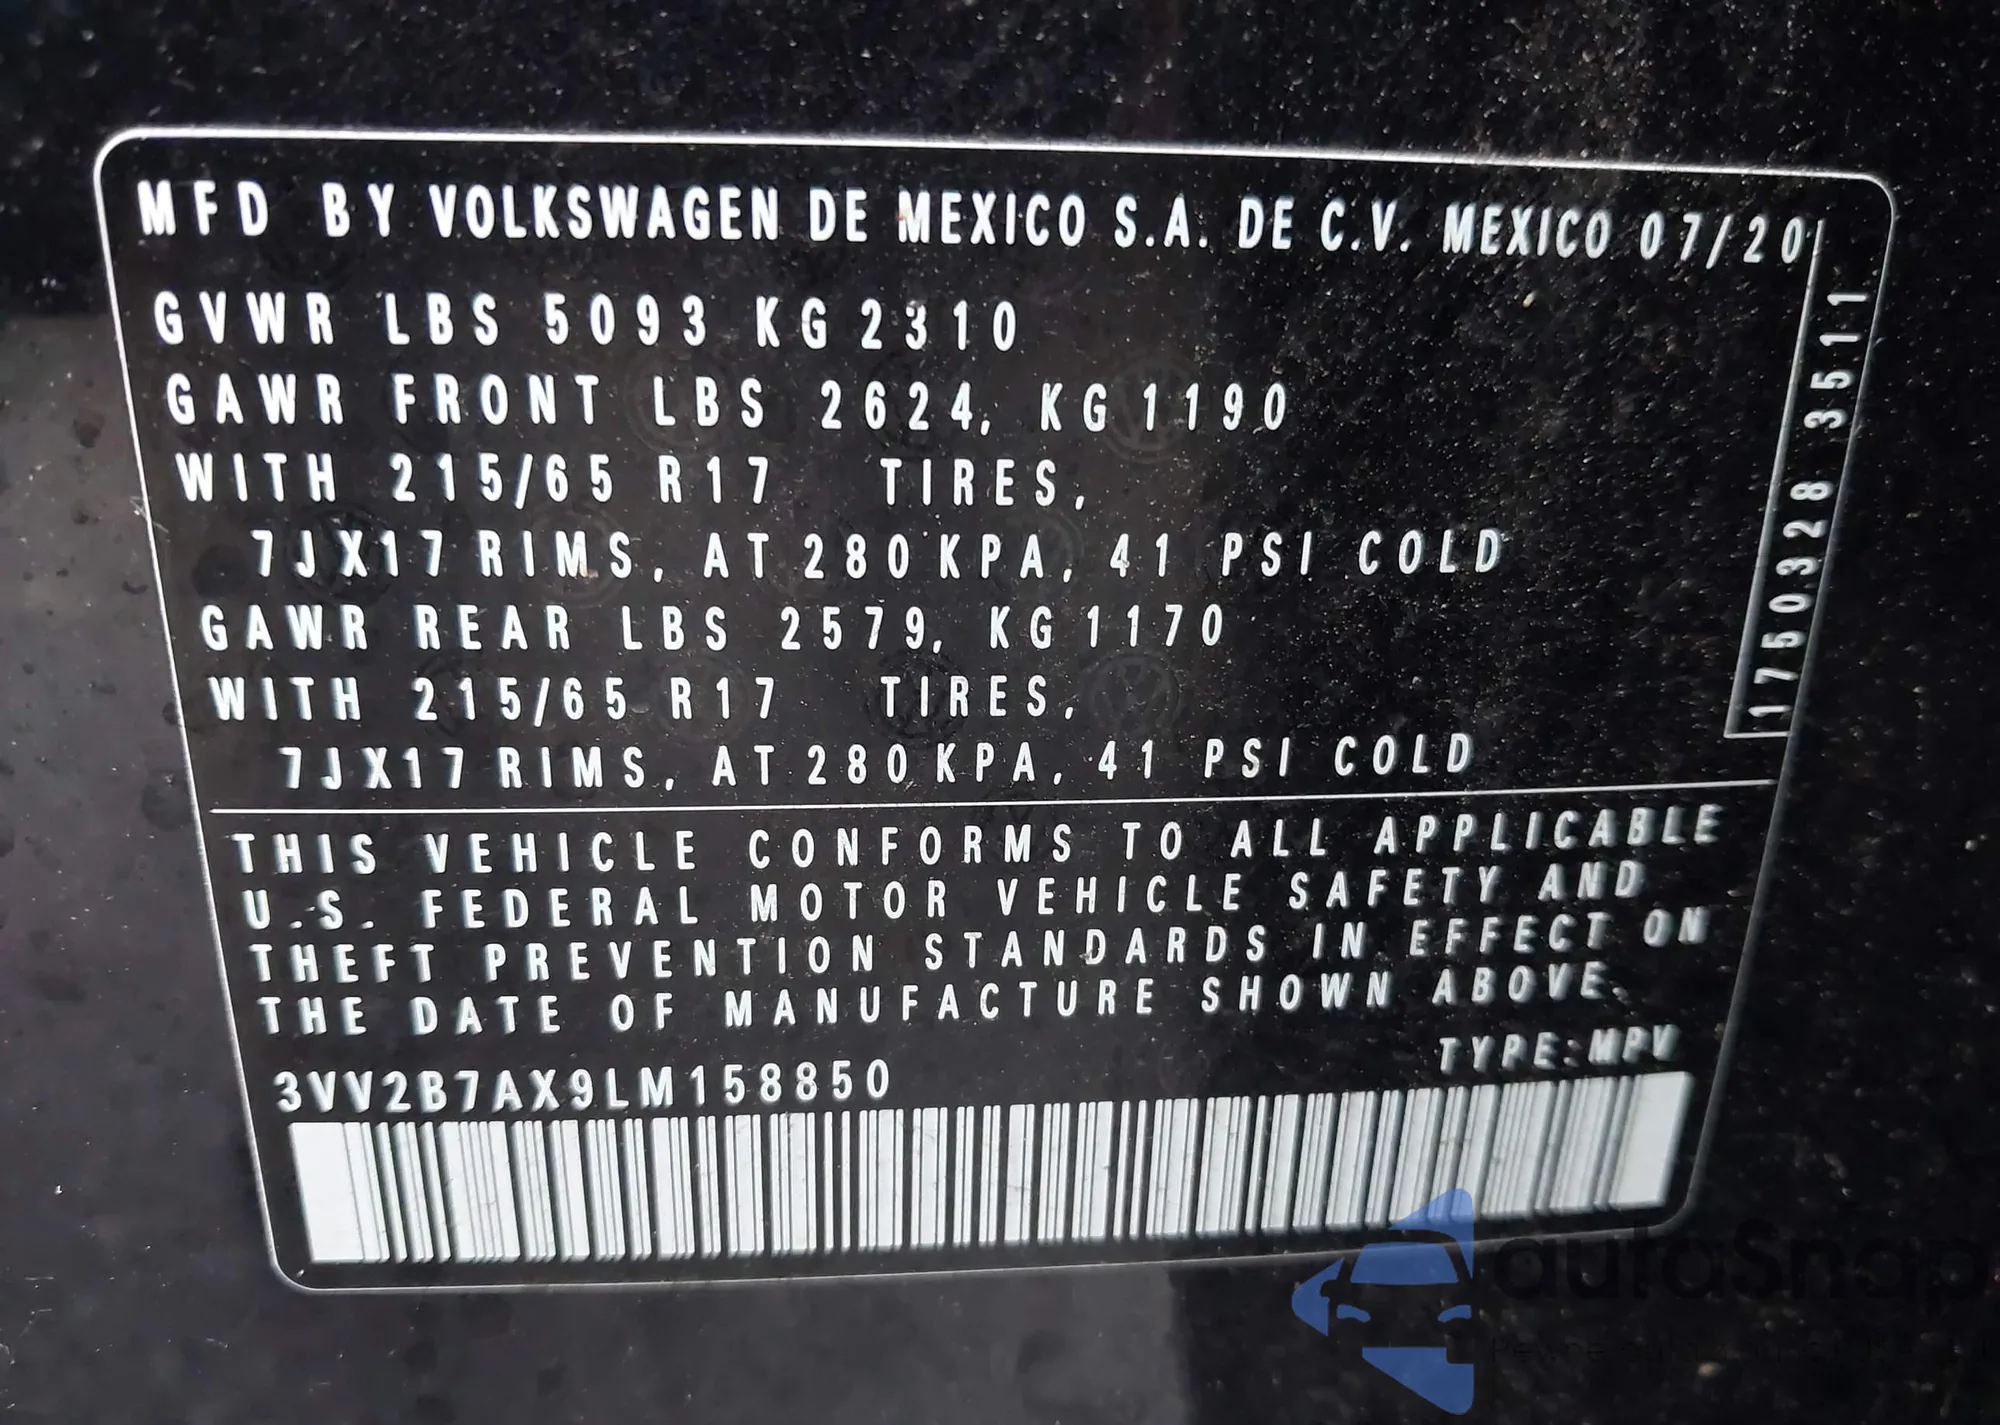 MFD BY VOLKSWAGEN DE MEXICO S.A. DE C.V. MEXICO 07/20
GVWR LBS 5093 KG 2310
GAWR FRONT LBS 2624, KG 1190
WITH 215/65 R17 TIRES,
7JX17 RIMS, AT 280 KPA, 41 PSI COLD
GAWR REAR LBS 2579, KG 1170
WITH 215/65 R17 TIRES,
7JX17 RIMS, AT 280 KPA, 41 PSI COLD
1750328 3511
THIS VEHICLE CONFORMS TO ALL APPLICABLE
U.S. FEDERAL MOTOR VEHICLE SAFETY AND
THEFT PREVENTION STANDARDS IN EFFECT ON
THE DATE OF MANUFACTURE SHOWN ABOVE.
TYPE:MPV
3VV2B7AX9LM158850
autoSnap